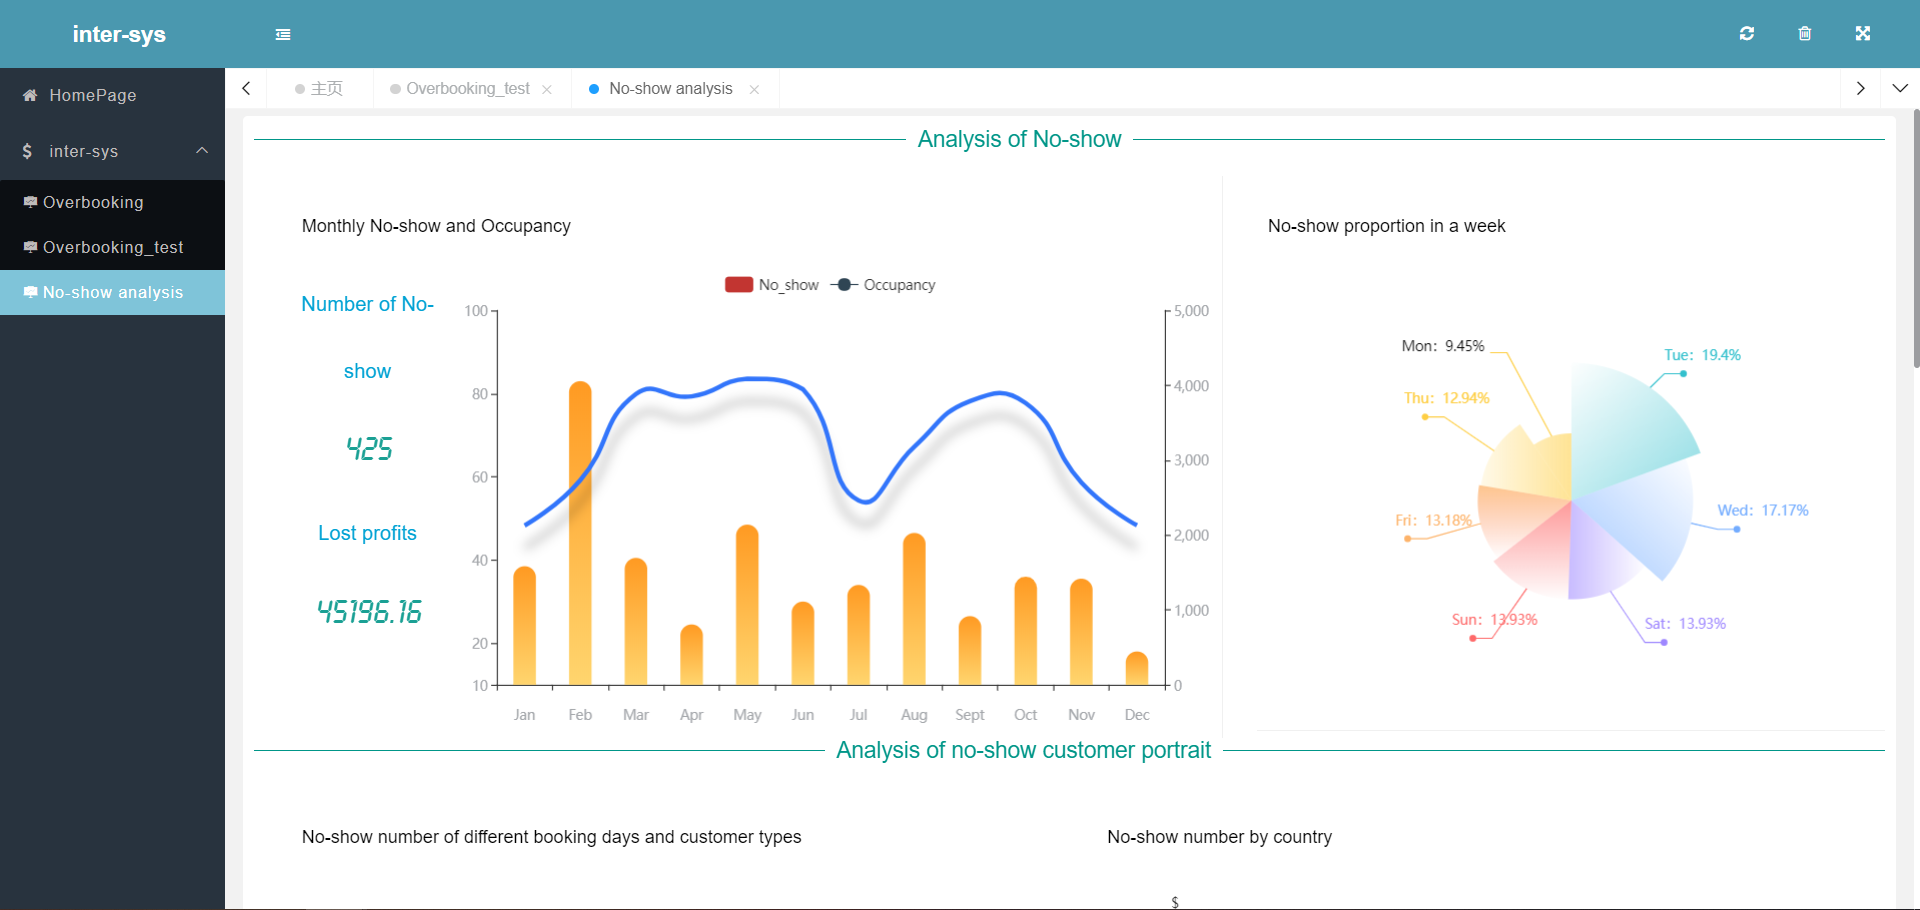 inter-sys
HomePage
$ inter-sys
Overbooking
Overbooking_test
No-show analysis
主页
Overbooking_test
No-show analysis
Analysis of No-show
Monthly No-show and Occupancy
Number of No-
show
425
Lost profits
45196.16
No_show
Occupancy
100
80
60
40
20
10
5,000
4,000
3,000
2,000
1,000
0
Jan
Feb
Mar
Apr
May
Jun
Jul
Aug
Sept
Oct
Nov
Dec
No-show proportion in a week
Mon: 9.45%
Tue: 19.4%
Thu: 12.94%
Wed: 17.17%
Fri: 13.18%
Sun: 13.93%
Sat: 13.93%
Analysis of no-show customer portrait
No-show number of different booking days and customer types
No-show number by country
$